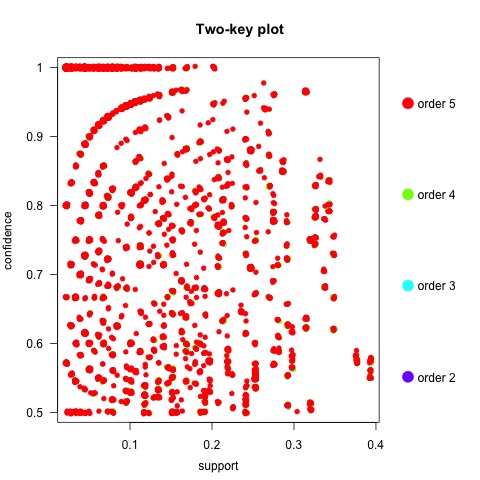 Two-key plot
1
0.9
0.8
0.7
0.6
0.5
confidence
0.1
0.2
0.3
0.4
support
order 5
order 4
order 3
order 2